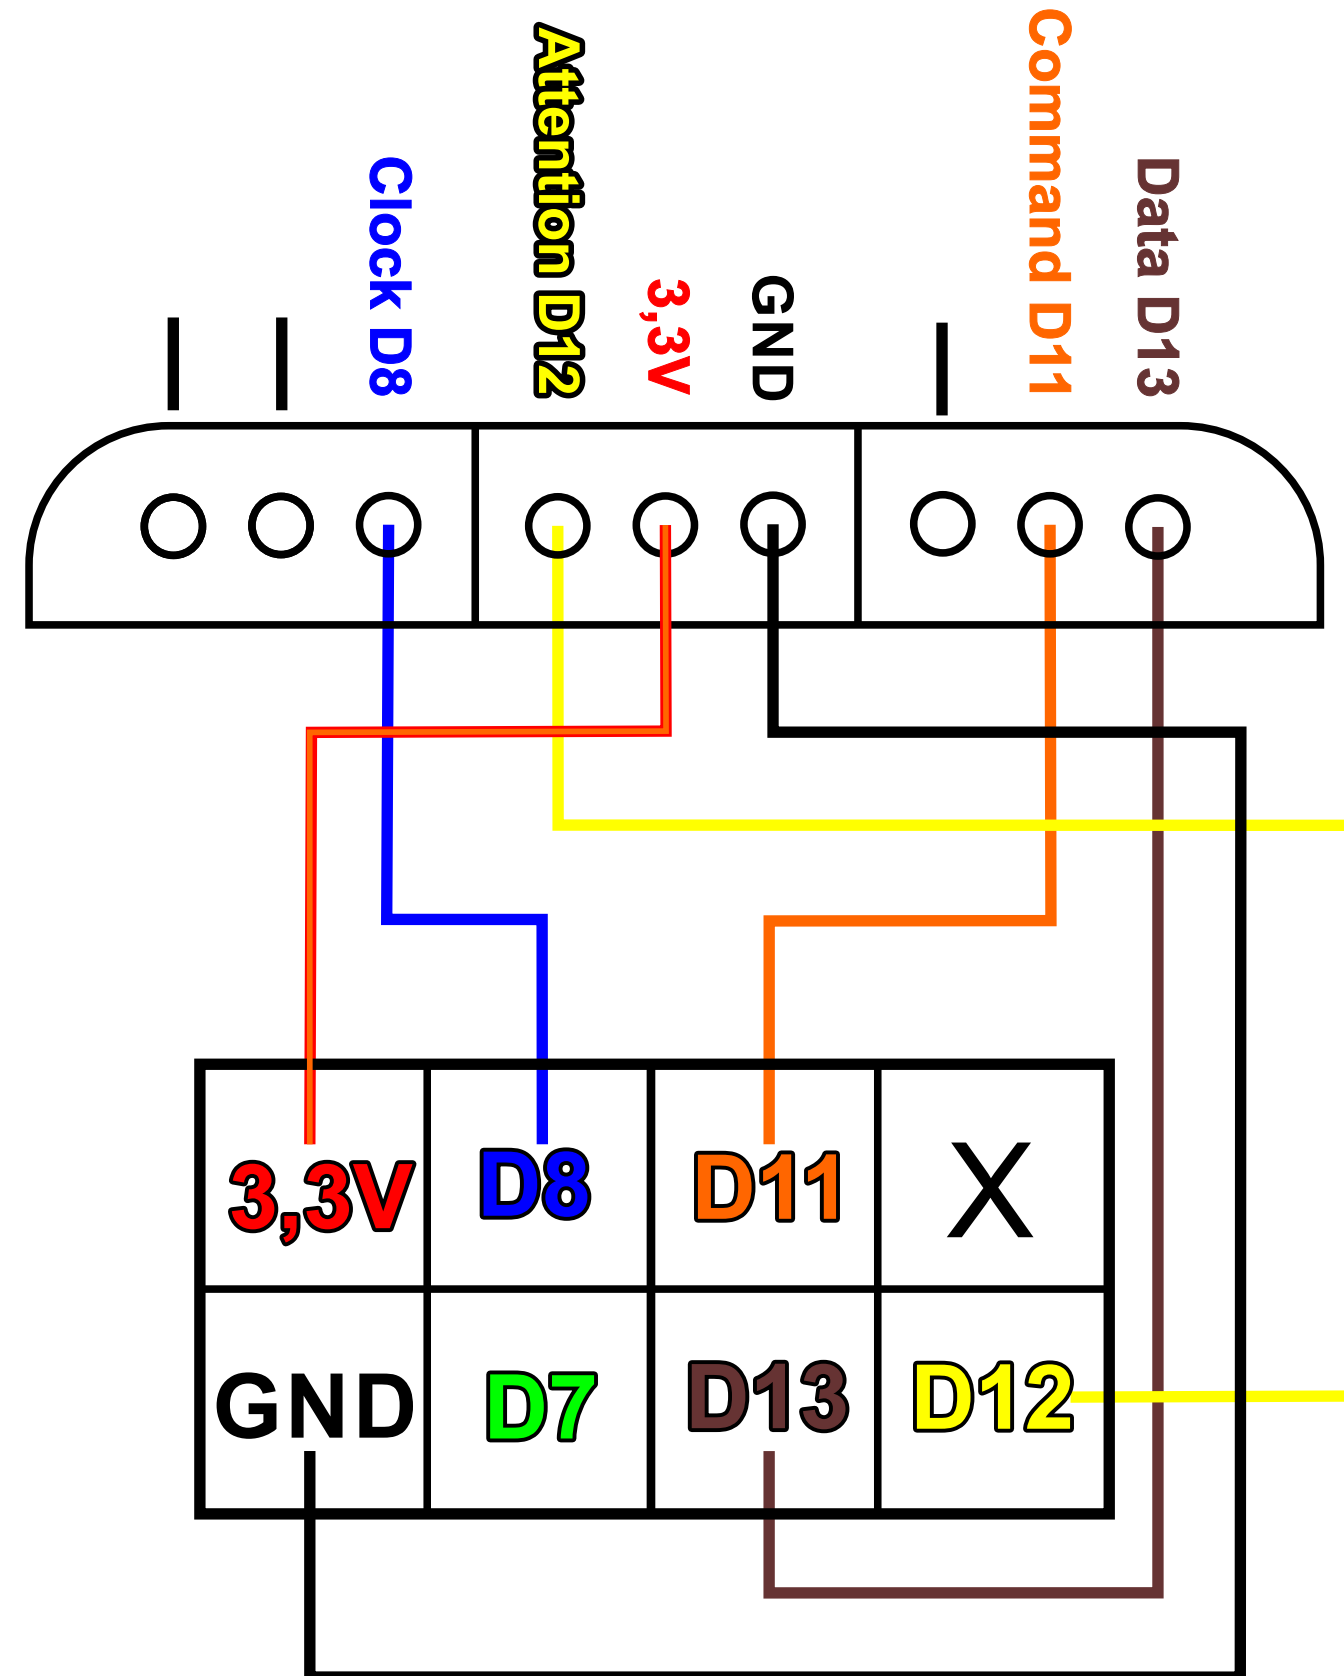 Clock D8
Attention D12
3,3V
GND
Command D11
Data D13
3,3V
D8
D11
X
GND
D7
D13
D12